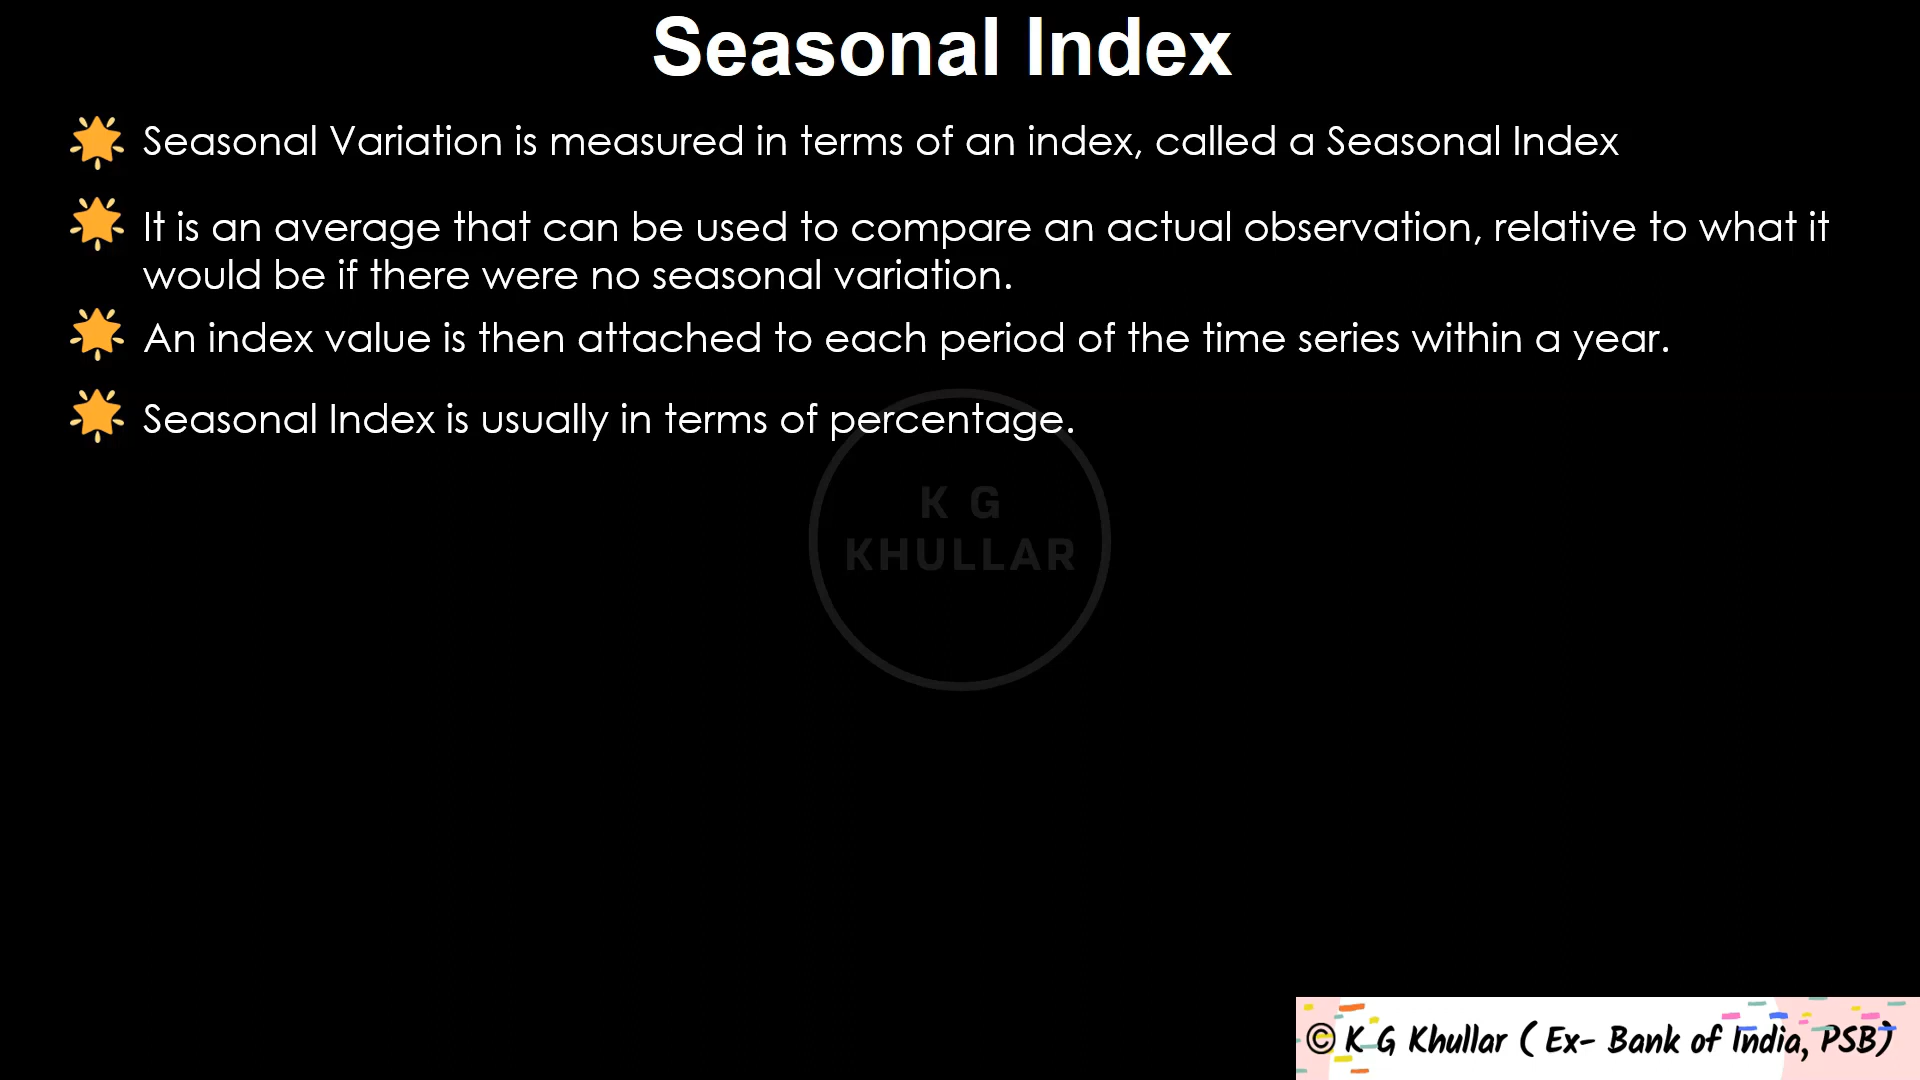 Seasonal Index
Seasonal Variation is measured in terms of an index, called a Seasonal Index
It is an average that can be used to compare an actual observation, relative to what it
would be if there were no seasonal variation.
An index value is then attached to each period of the time series within a year.
Seasonal Index is usually in terms of percentage.
K G
KHULLAR
© K G Khullar ( Ex- Bank of India, PSB)